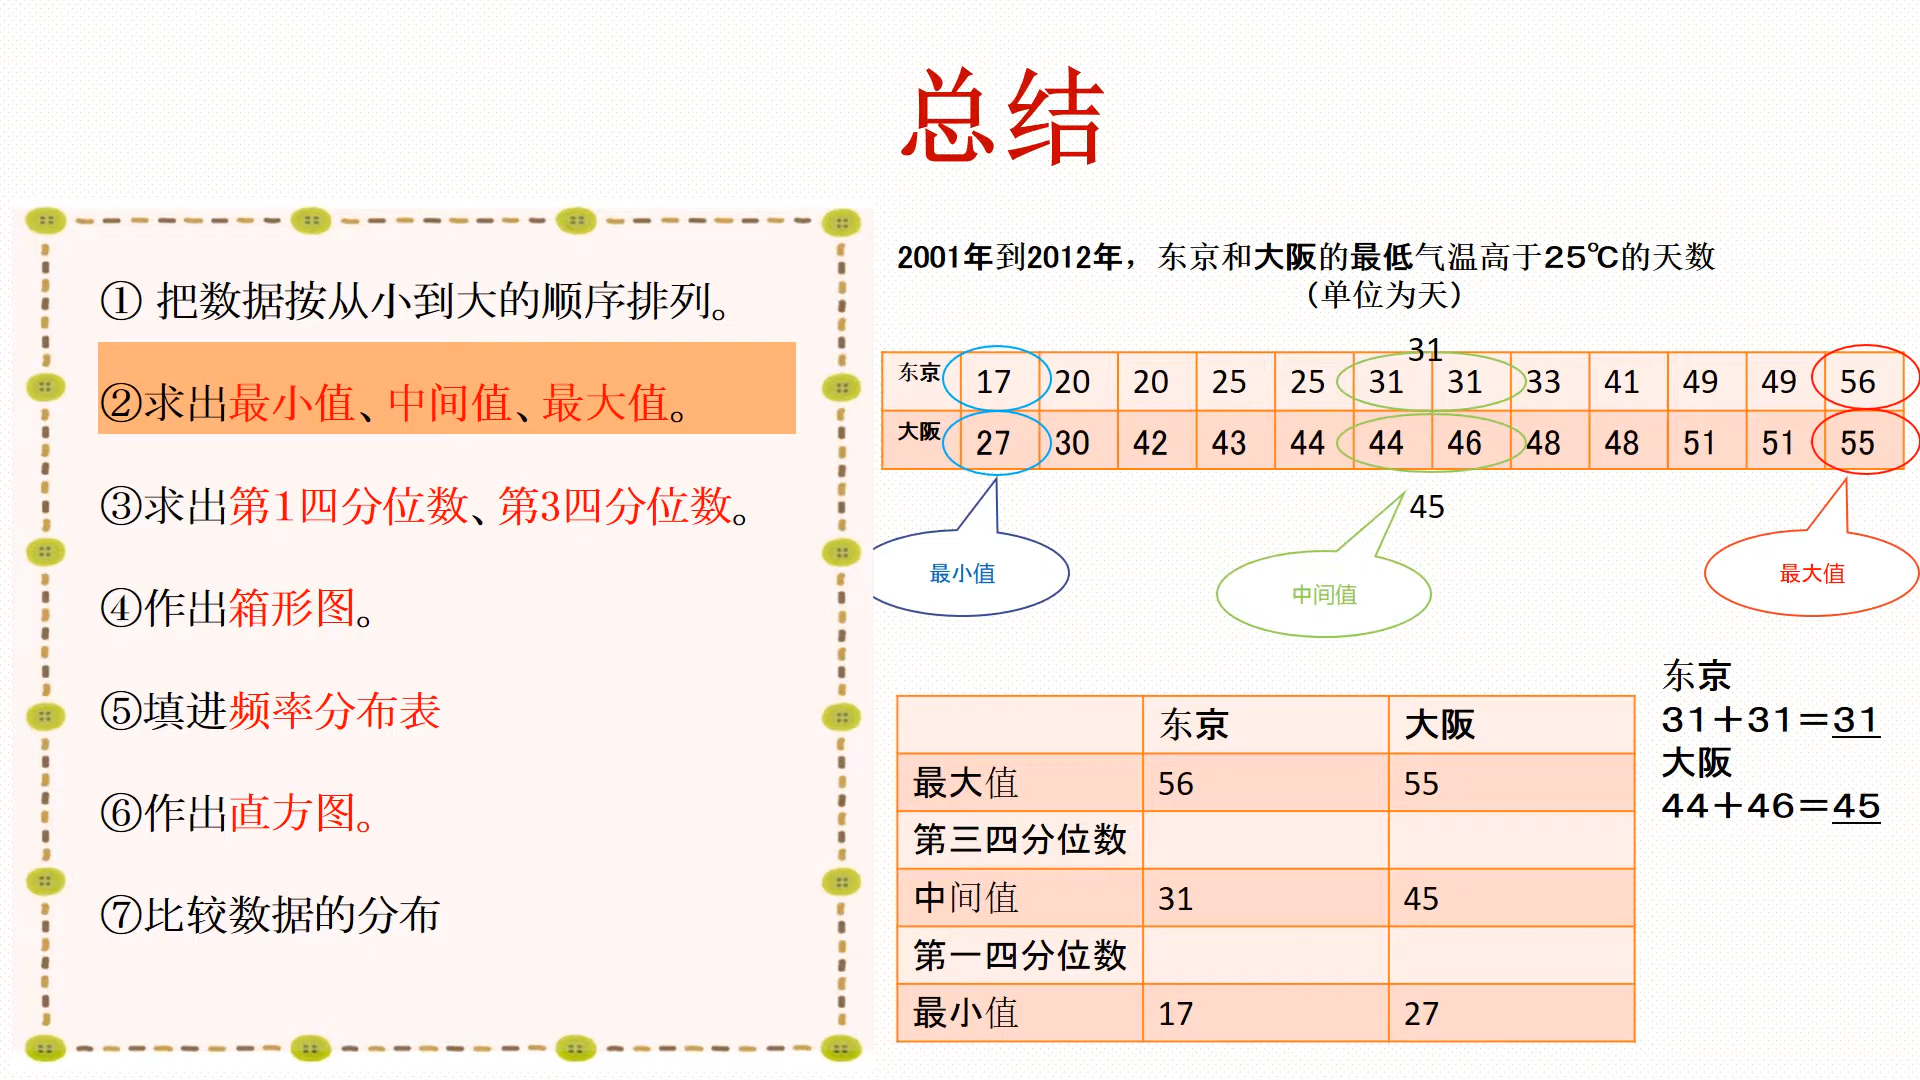 总结
① 把数据按从小到大的顺序排列。
②求出最小值、中间值、最大值。
③求出第1四分位数、第3四分位数。
④作出箱形图。
⑤填进频率分布表
⑥作出直方图。
⑦比较数据的分布
2001年到2012年，东京和大阪的最低气温高于25℃的天数
（单位为天）
31
东京 17 20 20 25 25 31 31 33 41 49 49 56
大阪 27 30 42 43 44 44 46 48 48 51 51 55
45
最小值
中间值
最大值
东京 大阪
最大值 56 55
第三四分位数
中间值 31 45
第一四分位数
最小值 17 27
东京
31＋31＝31
大阪
44＋46＝45